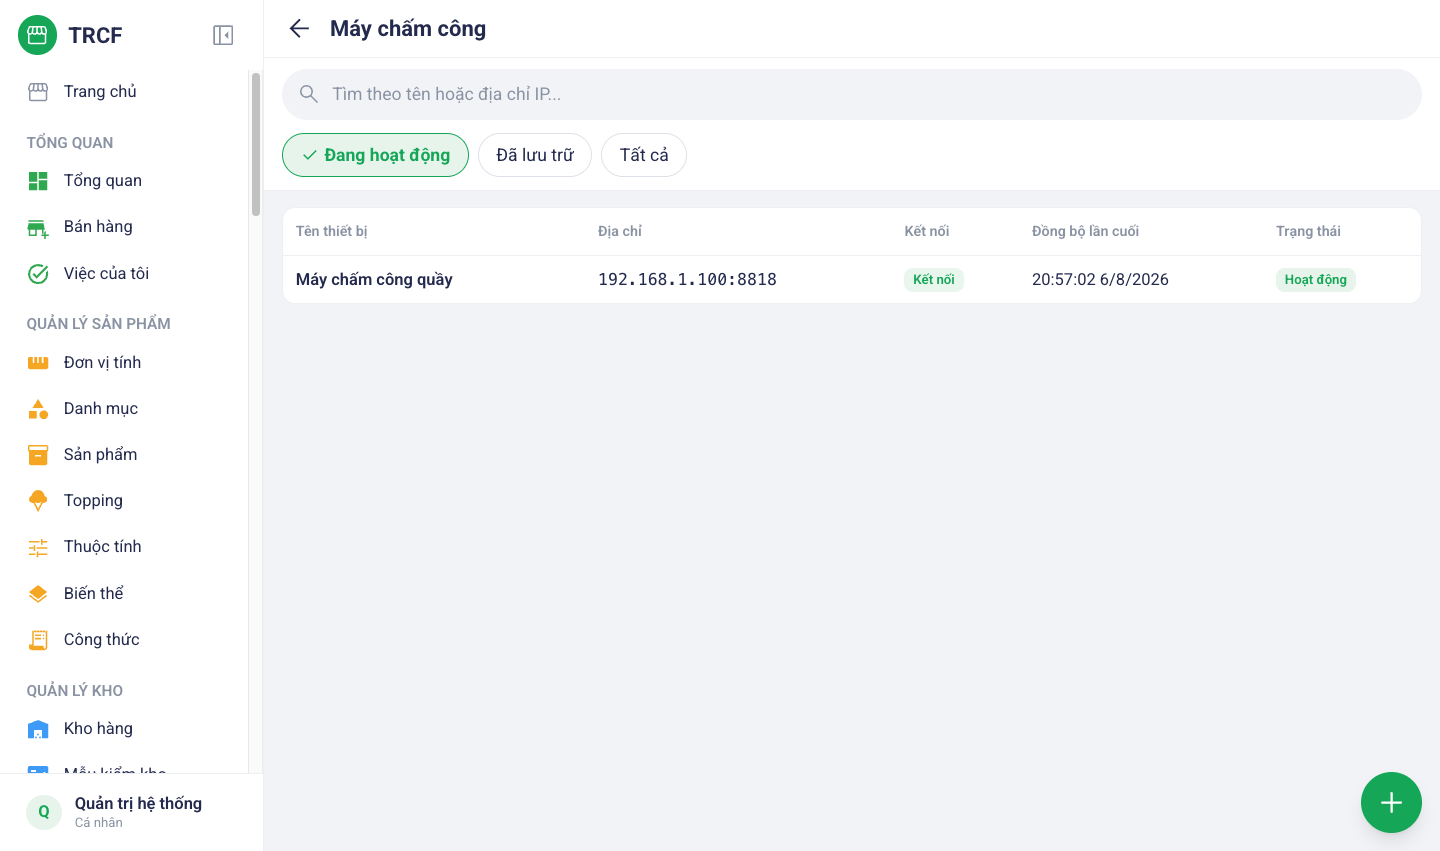 TRCF
Trang chủ
TỔNG QUAN
Tổng quan
Bán hàng
Việc của tôi
QUẢN LÝ SẢN PHẨM
Đơn vị tính
Danh mục
Sản phẩm
Topping
Thuộc tính
Biến thể
Công thức
QUẢN LÝ KHO
Kho hàng
Mẫu kiểm kho
Q
Quản trị hệ thống
Cá nhân
Máy chấm công
Tìm theo tên hoặc địa chỉ IP...
Đang hoạt động Đã lưu trữ Tất cả
Tên thiết bị Địa chỉ Kết nối Đồng bộ lần cuối Trạng thái
Máy chấm công quầy 192.168.1.100:8818 Kết nối 20:57:02 6/8/2026 Hoạt động